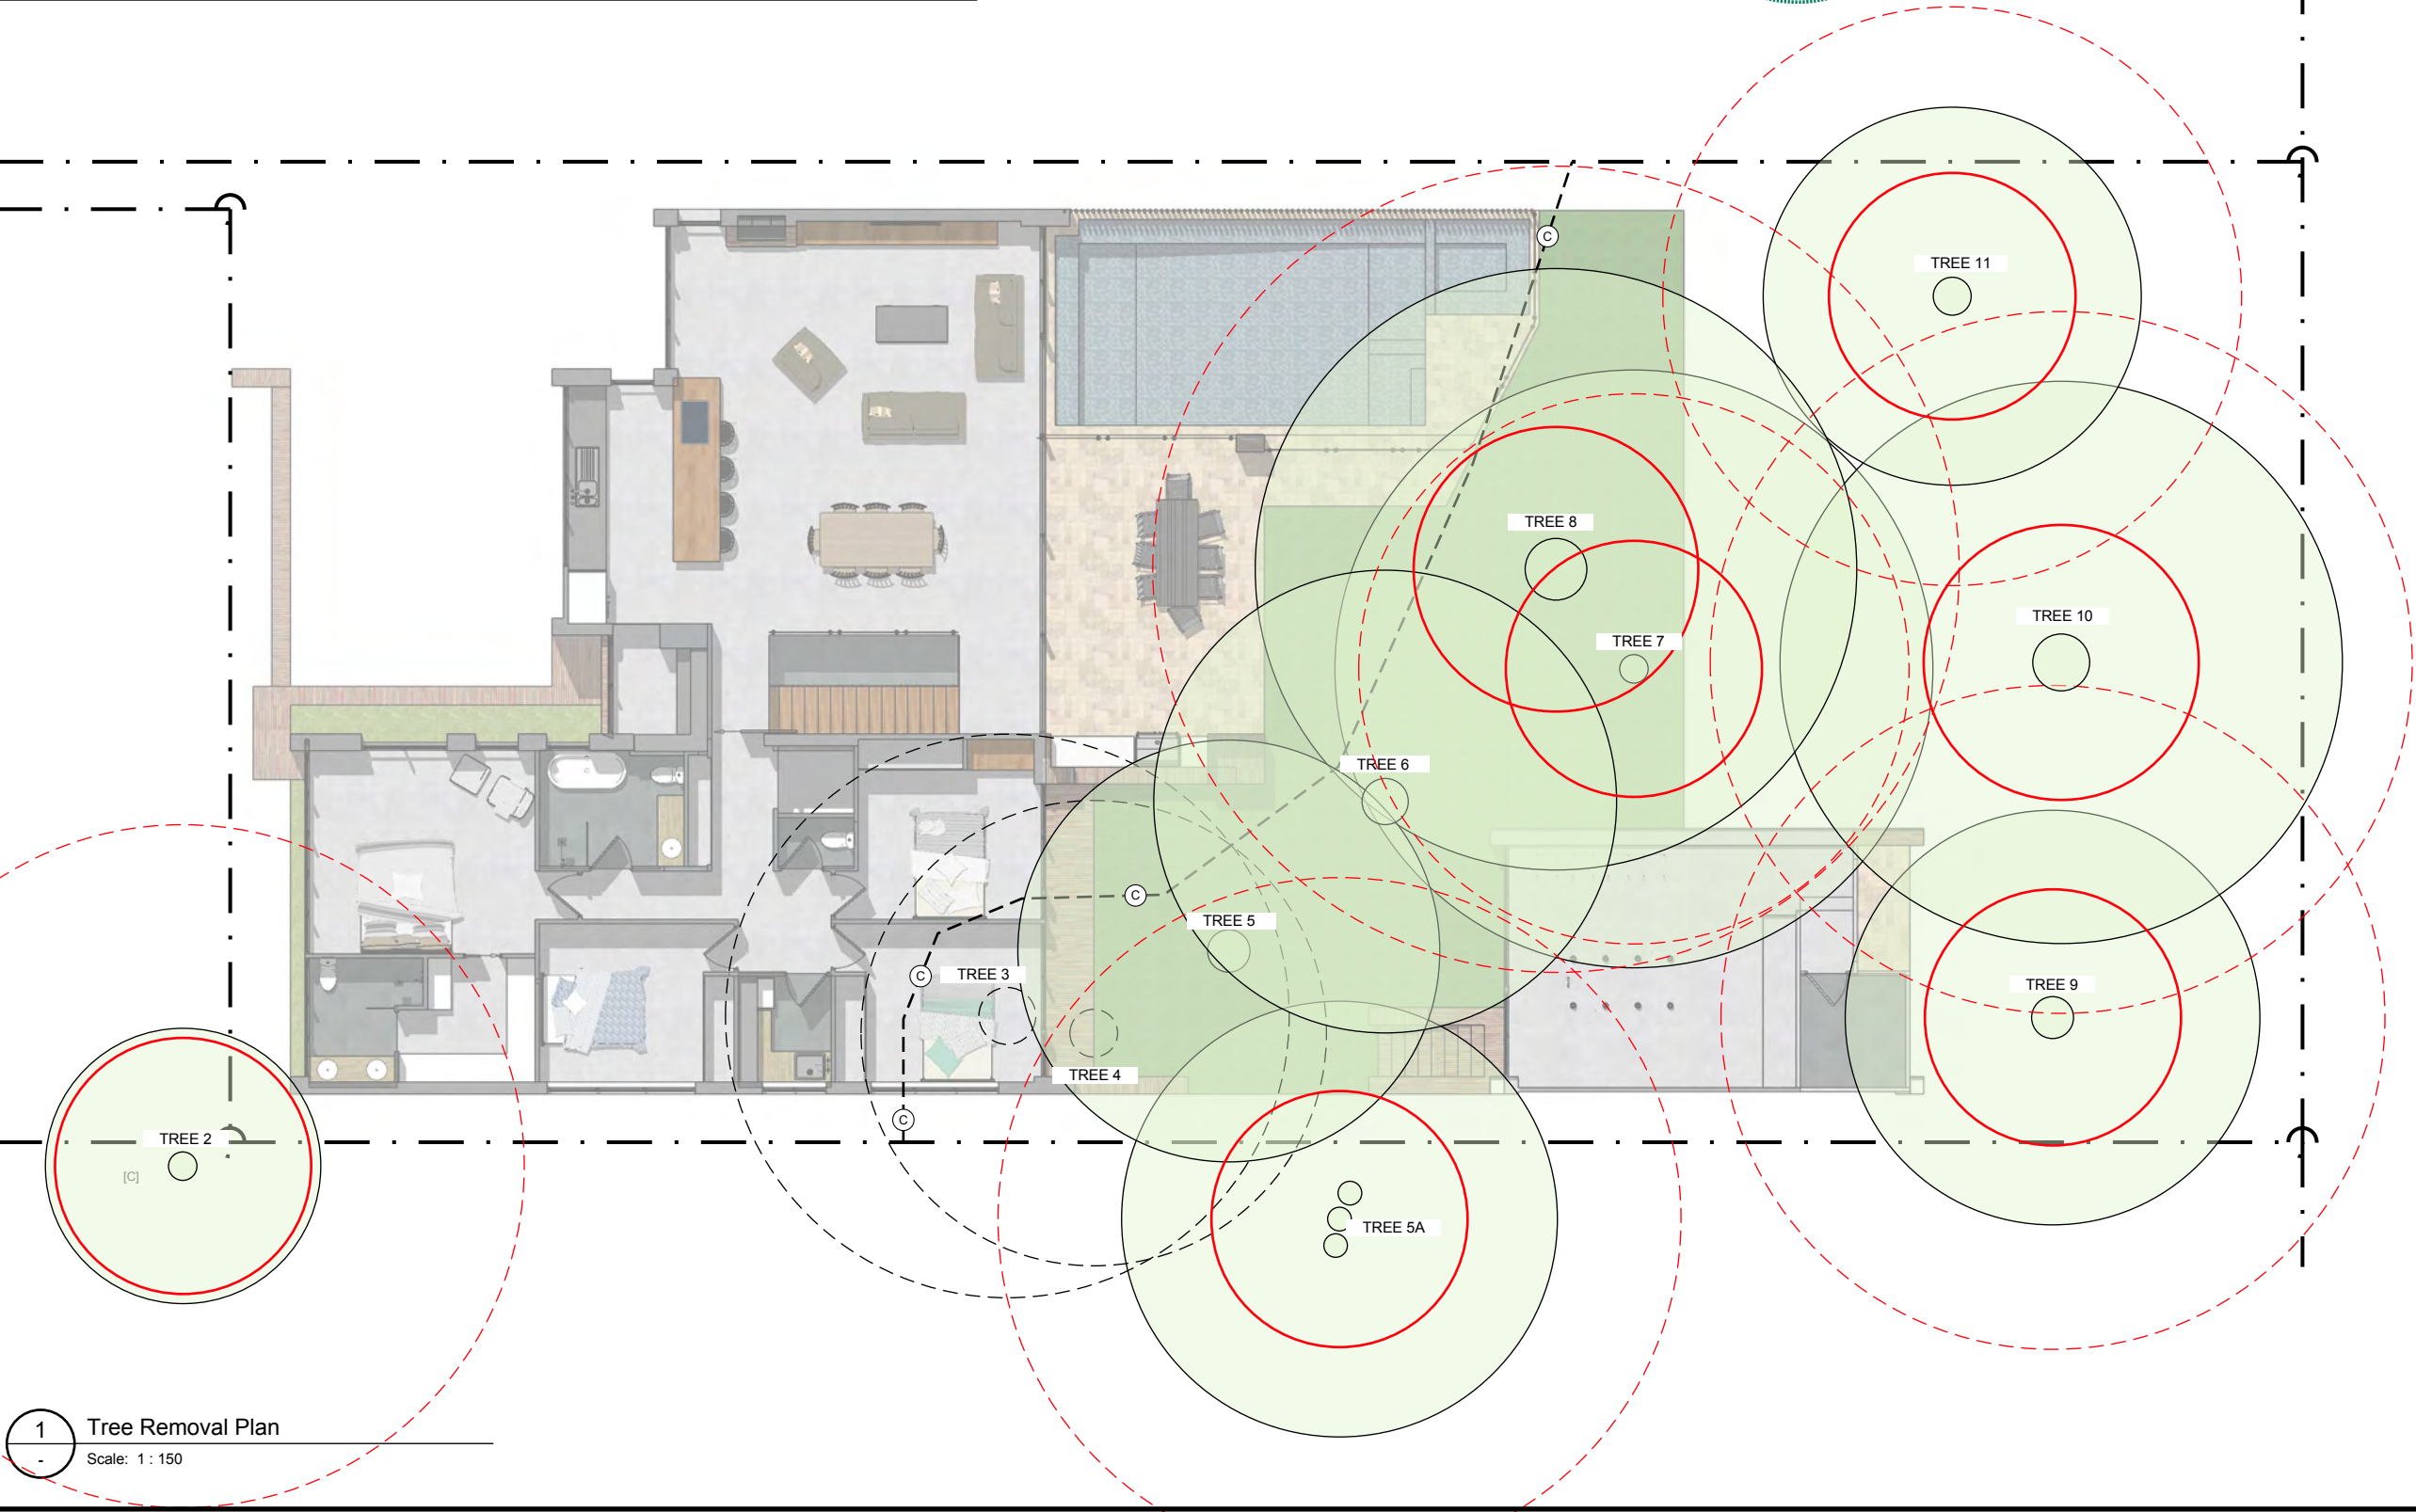 TREE 11
C
TREE 8
TREE 10
TREE 7
TREE 6
C
TREE 5
C
TREE 3
TREE 9
TREE 4
C
TREE 2
[C]
TREE 5A
1
-
Tree Removal Plan
Scale: 1 : 150